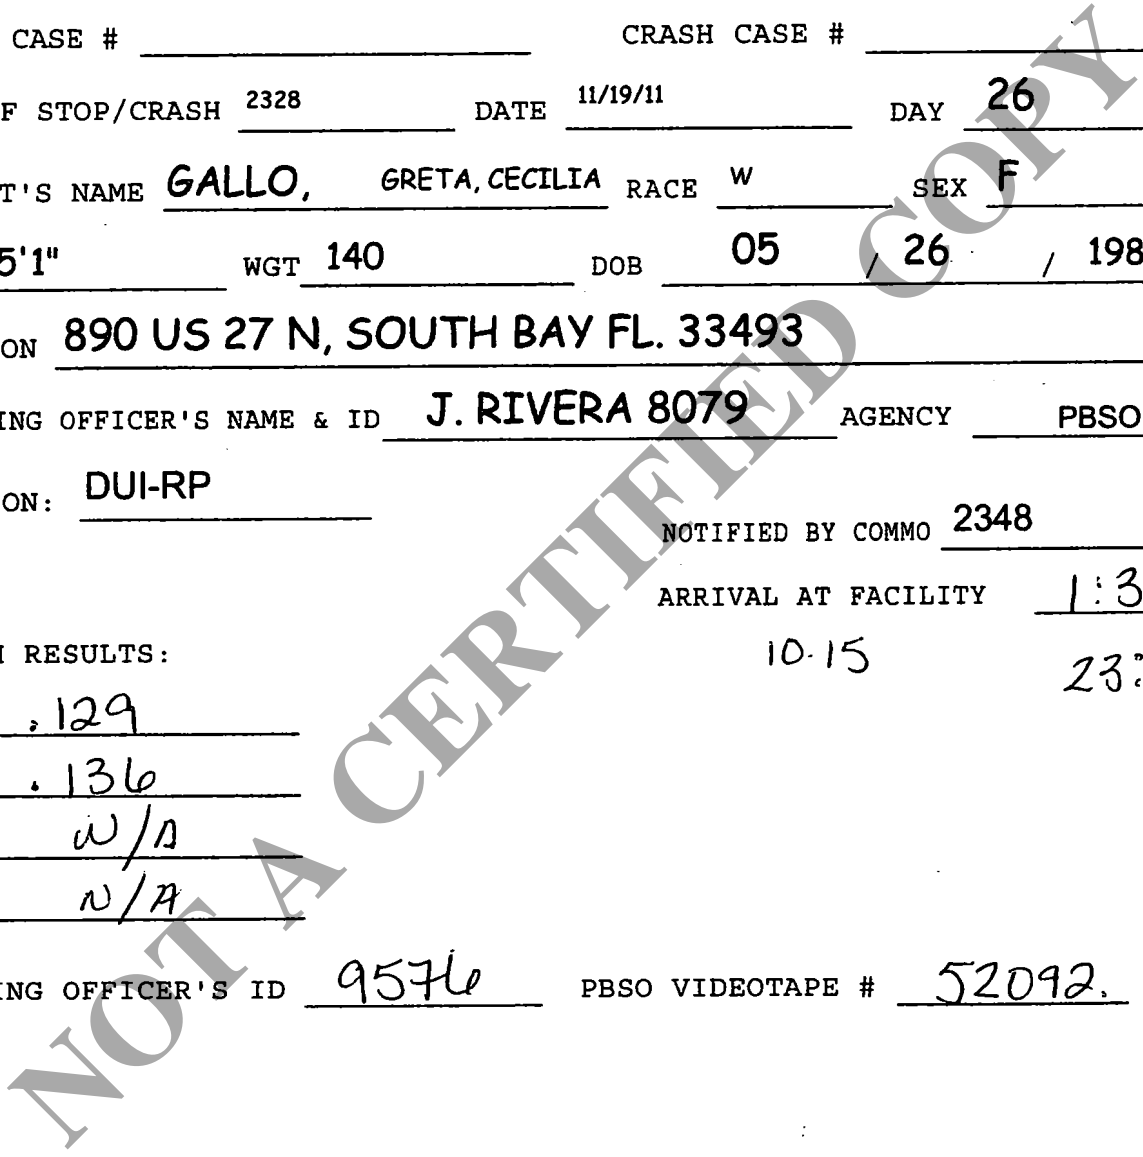 CASE # CRASH CASE #
F STOP/CRASH 2328 DATE 11/19/11 DAY 26
T'S NAME GALLO, GRETA, CECILIA RACE W SEX F
5'1" WGT 140 DOB 05 / 26 / 198
ON 890 US 27 N, SOUTH BAY FL. 33493
ING OFFICER'S NAME & ID J. RIVERA 8079 AGENCY PBSO
ON: DUI-RP
NOTIFIED BY COMMO 2348
ARRIVAL AT FACILITY 1:3
10-15 23:
RESULTS:
.129
.136
N/A
N/A
ING OFFICER'S ID 9576 PBSO VIDEOTAPE # 52092.
NOT A CERTIFIED COPY